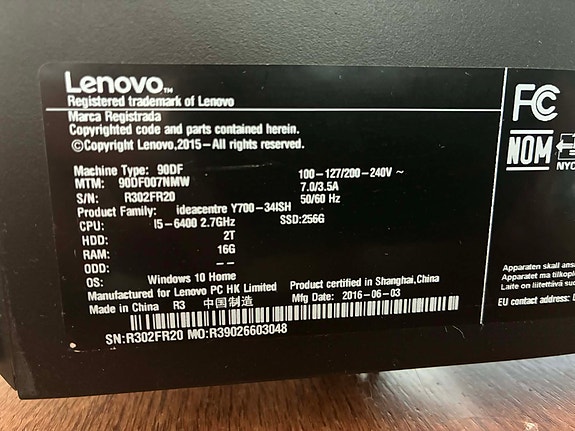 Lenovo™
Registered trademark of Lenovo
Marca Registrada
Copyrighted code and parts contained herein.
©Copyright Lenovo,2015–All rights reserved.
Machine Type: 90DF
MTM: 90DF007NMW
S/N: R302FR20
100-127/200-240V ~
7.0/3.5A
50/60 Hz
Product Family: ideacentre Y700-34ISH
CPU: I5-6400 2.7GHz SSD:256G
HDD: 2T
RAM: 16G
ODD: --
OS: Windows 10 Home
Manufactured for Lenovo PC HK Limited
Product certified in Shanghai,China
Made in China R3 中国制造
Mfg Date: 2016-06-03
SN:R302FR20 MO:R39026603048
FC
NOM
NYC
Apparaten skall
Apparatet må tilkople
Laite on liitettävä
EU contact address: